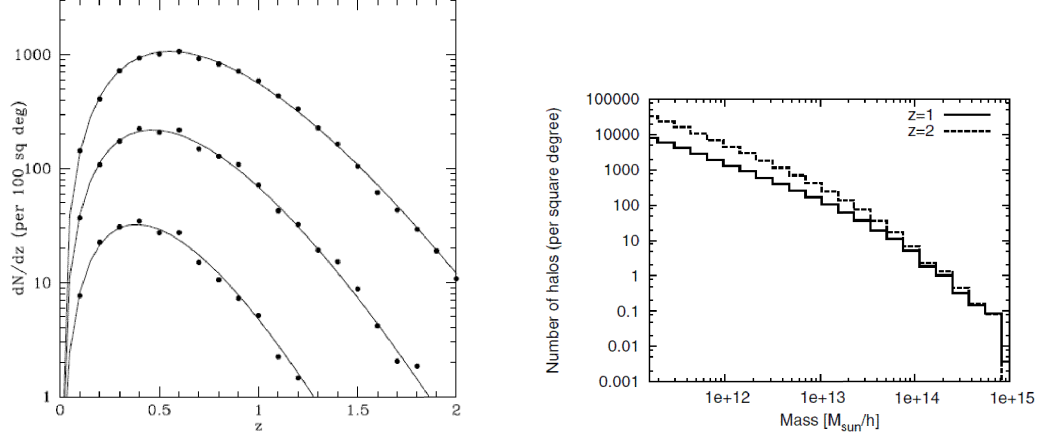 dN/dz (per 100 sq deg)
1000
100
10
1
0
0.5
1
1.5
2
z
Number of halos (per square degree)
100000
10000
1000
100
10
1
0.1
0.01
0.001
z=1
z=2
1e+12
1e+13
1e+14
1e+15
Mass [M_sun/h]